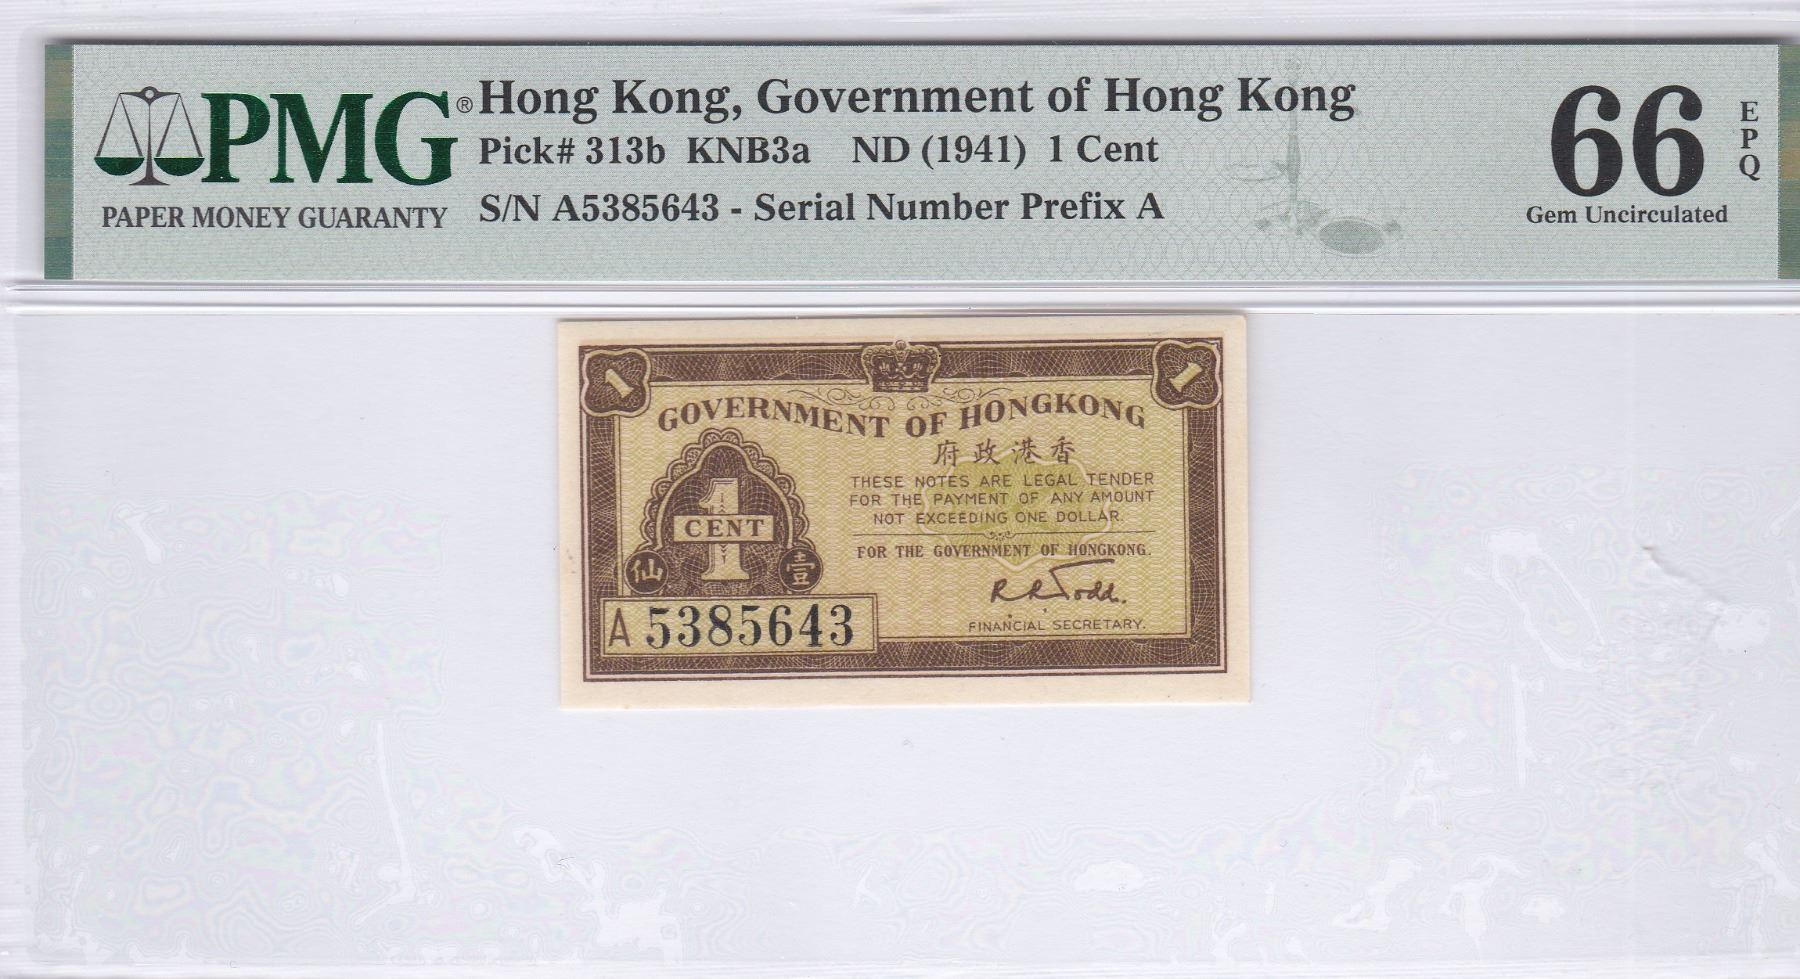 PMG®
PAPER MONEY GUARANTY
Hong Kong, Government of Hong Kong
Pick# 313b KNB3a ND (1941) 1 Cent
S/N A5385643 - Serial Number Prefix A
66
EPQ
Gem Uncirculated
1
1
GOVERNMENT OF HONGKONG
府政港香
THESE NOTES ARE LEGAL TENDER
FOR THE PAYMENT OF ANY AMOUNT
NOT EXCEEDING ONE DOLLAR.
FOR THE GOVERNMENT OF HONGKONG.
R R Todd.
FINANCIAL SECRETARY.
1
CENT
仙 壹
A 5385643